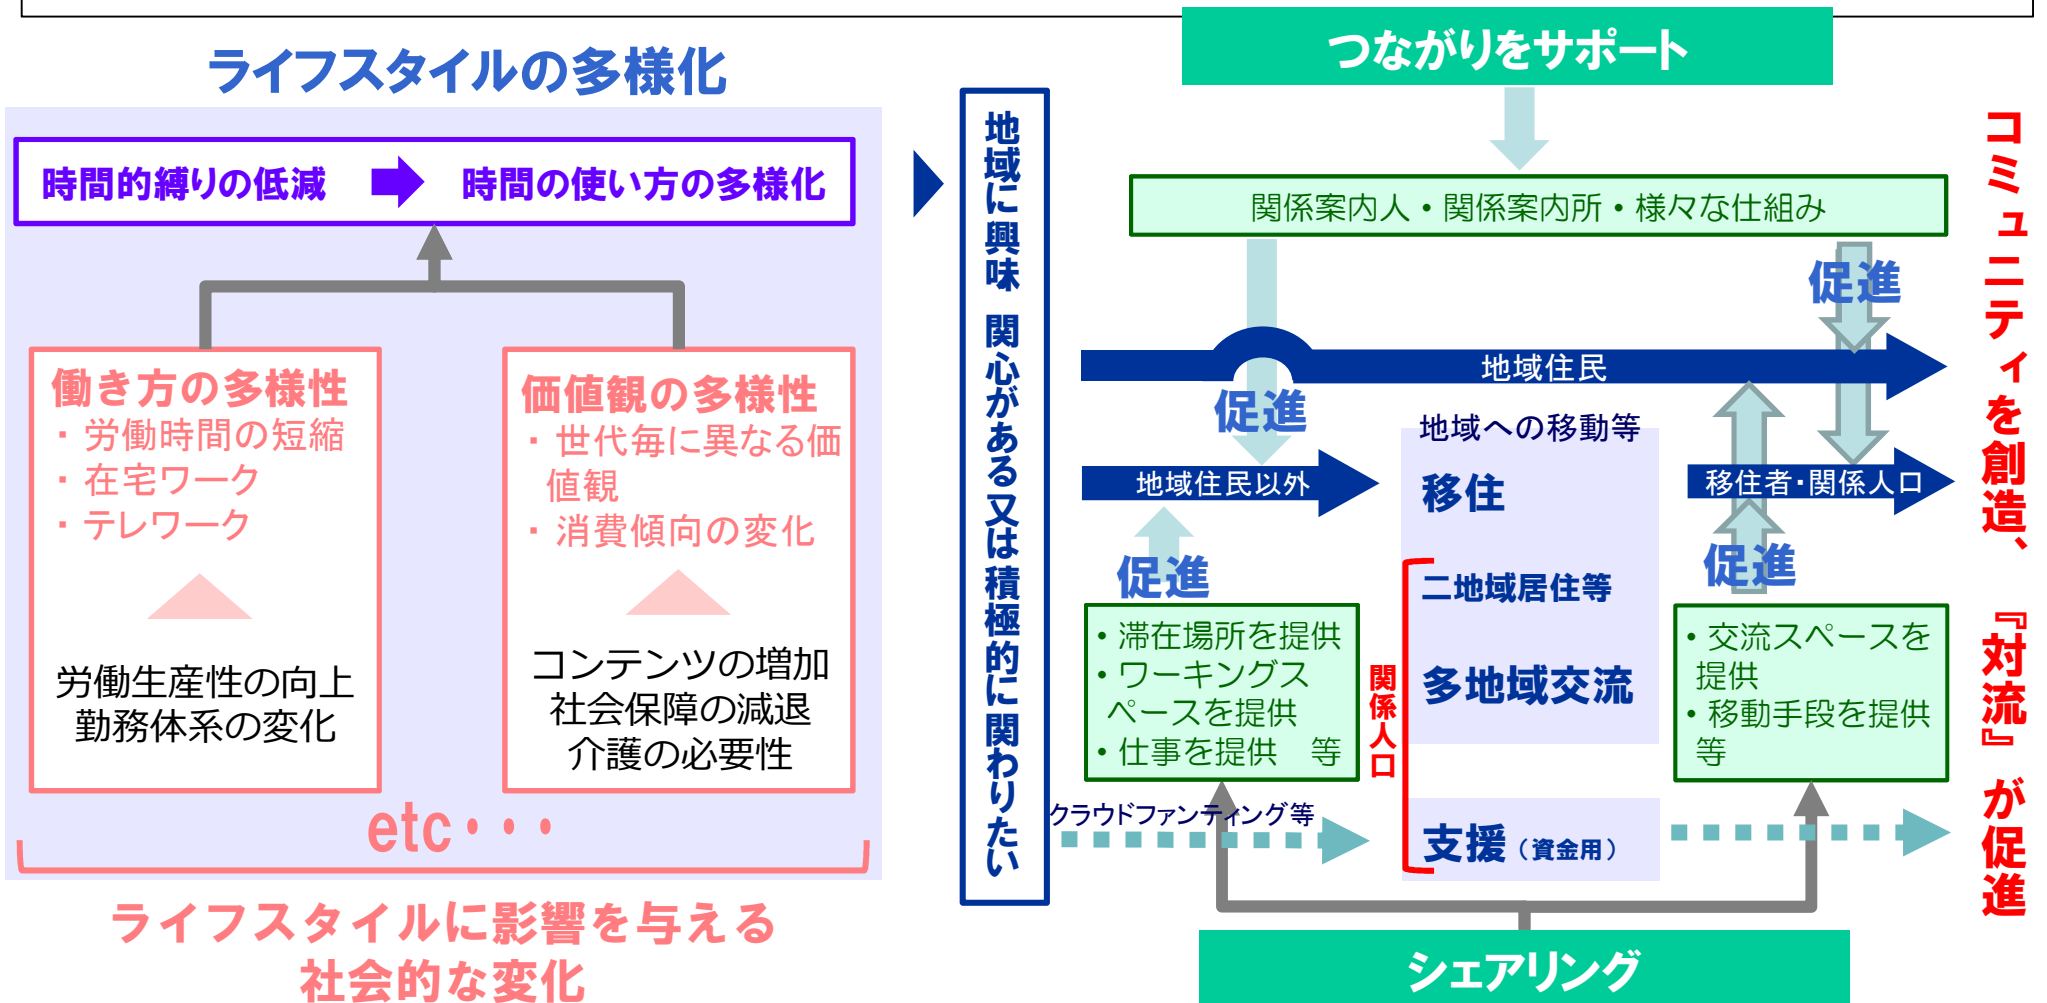 ライフスタイルの多様化
時間的縛りの低減
時間の使い方の多様化
働き方の多様性
・労働時間の短縮
・在宅ワーク
・テレワーク
労働生産性の向上
勤務体系の変化
価値観の多様性
・世代毎に異なる価
値観
・消費傾向の変化
コンテンツの増加
社会保障の減退
介護の必要性
etc・・・
ライフスタイルに影響を与える
社会的な変化
地域に興味 関心がある又は積極的に関わりたい
つながりをサポート
関係案内人・関係案内所・様々な仕組み
促進
促進
地域住民
地域住民以外
地域への移動等
移住
二地域居住等
多地域交流
支援（資金用）
関係人口
移住者・関係人口
促進
促進
・滞在場所を提供
・ワーキングス
ペースを提供
・仕事を提供　等
・交流スペースを
提供
・移動手段を提供
等
クラウドファンティング等
シェアリング
コミュニティを創造、『対流』が促進